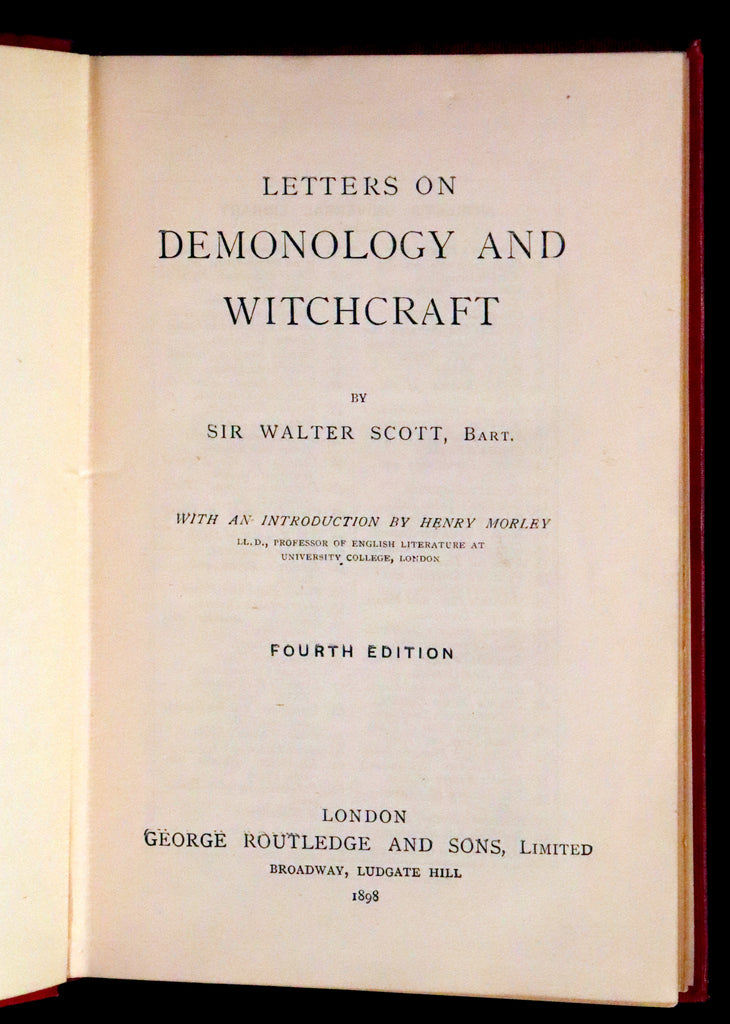 LETTERS ON
DEMONOLOGY AND
WITCHCRAFT
BY
SIR WALTER SCOTT, BART.
WITH AN INTRODUCTION BY HENRY MORLEY
LL.D., PROFESSOR OF ENGLISH LITERATURE AT
UNIVERSITY COLLEGE, LONDON
FOURTH EDITION
LONDON
GEORGE ROUTLEDGE AND SONS, LIMITED
BROADWAY, LUDGATE HILL
1898